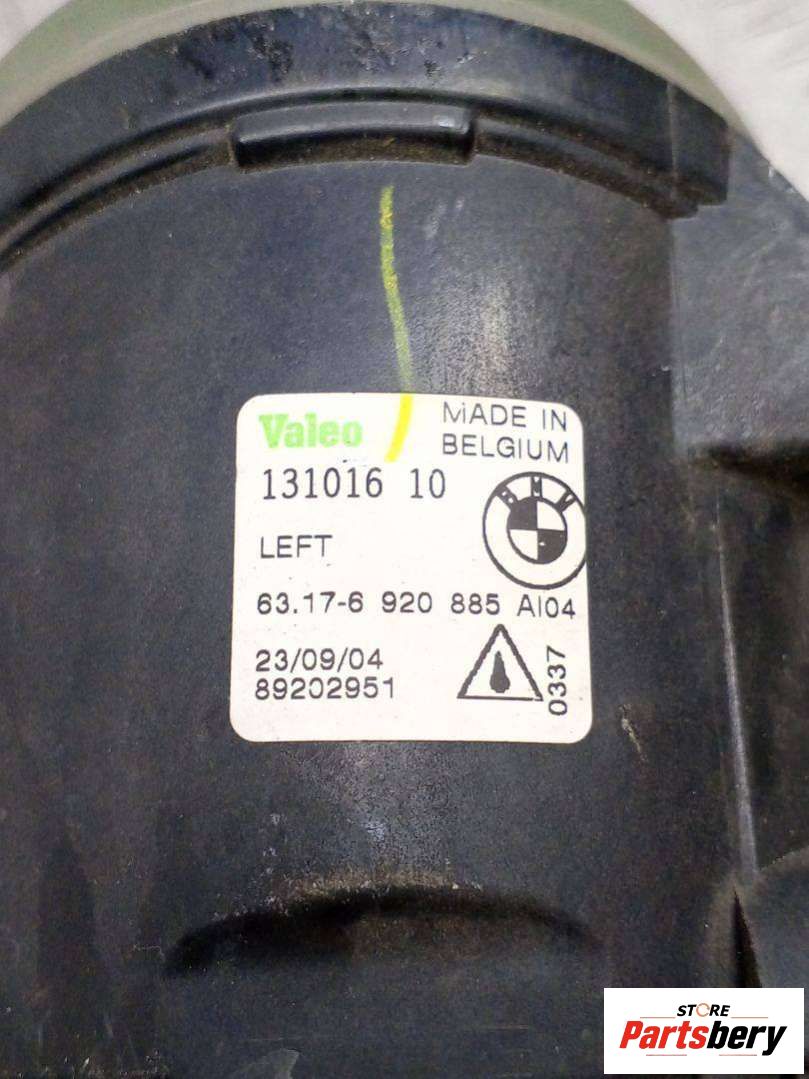 Valeo
MADE IN
BELGIUM
131016 10
BMW
LEFT
63.17-6 920 885 AI04
23/09/04
89202951
0337
STORE
Partsbery